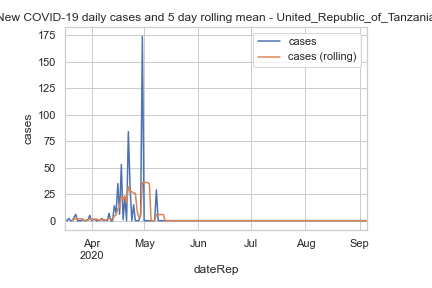 New COVID-19 daily cases and 5 day rolling mean - United_Republic_of_Tanzania
cases
cases (rolling)
cases
175
150
125
100
75
50
25
0
Apr May Jun Jul Aug Sep
2020
dateRep